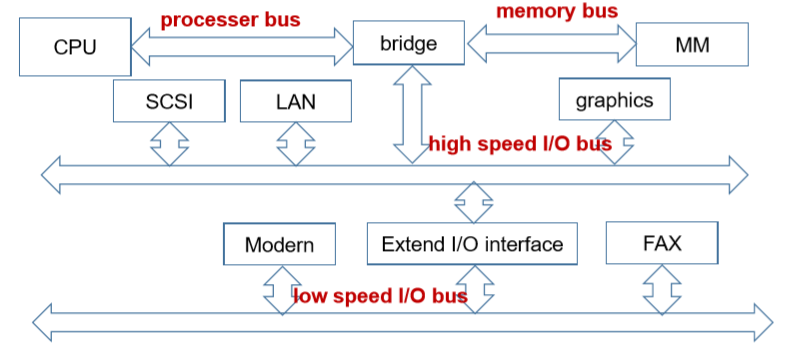 processer bus
memory bus
CPU
bridge
MM
SCSI
LAN
graphics
high speed I/O bus
Modern
Extend I/O interface
FAX
low speed I/O bus